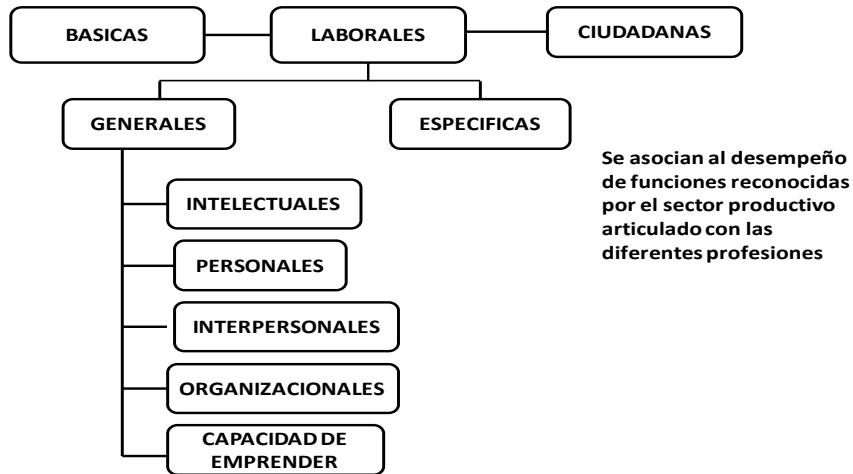 BASICAS
LABORALES
CIUDADANAS
GENERALES
ESPECIFICAS
Se asocian al desempeño
de funciones reconocidas
por el sector productivo
articulado con las
diferentes profesiones
INTELECTUALES
PERSONALES
INTERPERSONALES
ORGANIZACIONALES
CAPACIDAD DE
EMPRENDER